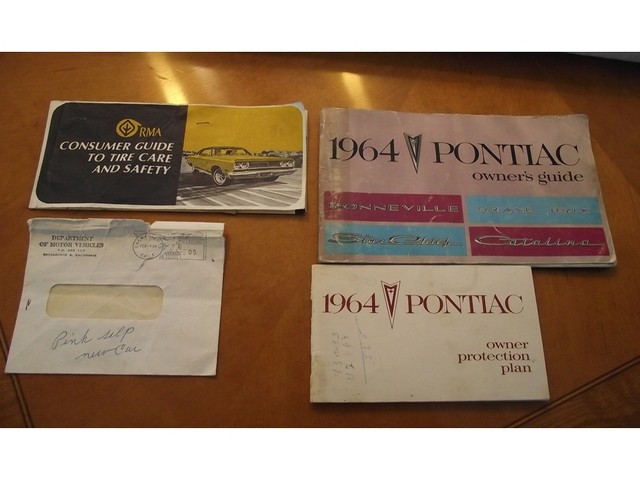 RMA
CONSUMER GUIDE
TO TIRE CARE
AND SAFETY
1964 PONTIAC
owner's guide
BONNEVILLE
GRAND PRIX
Star Chief
Catalina
DEPARTMENT
OF MOTOR VEHICLES
Pink slip
new Car
1964 PONTIAC
owner
protection
plan